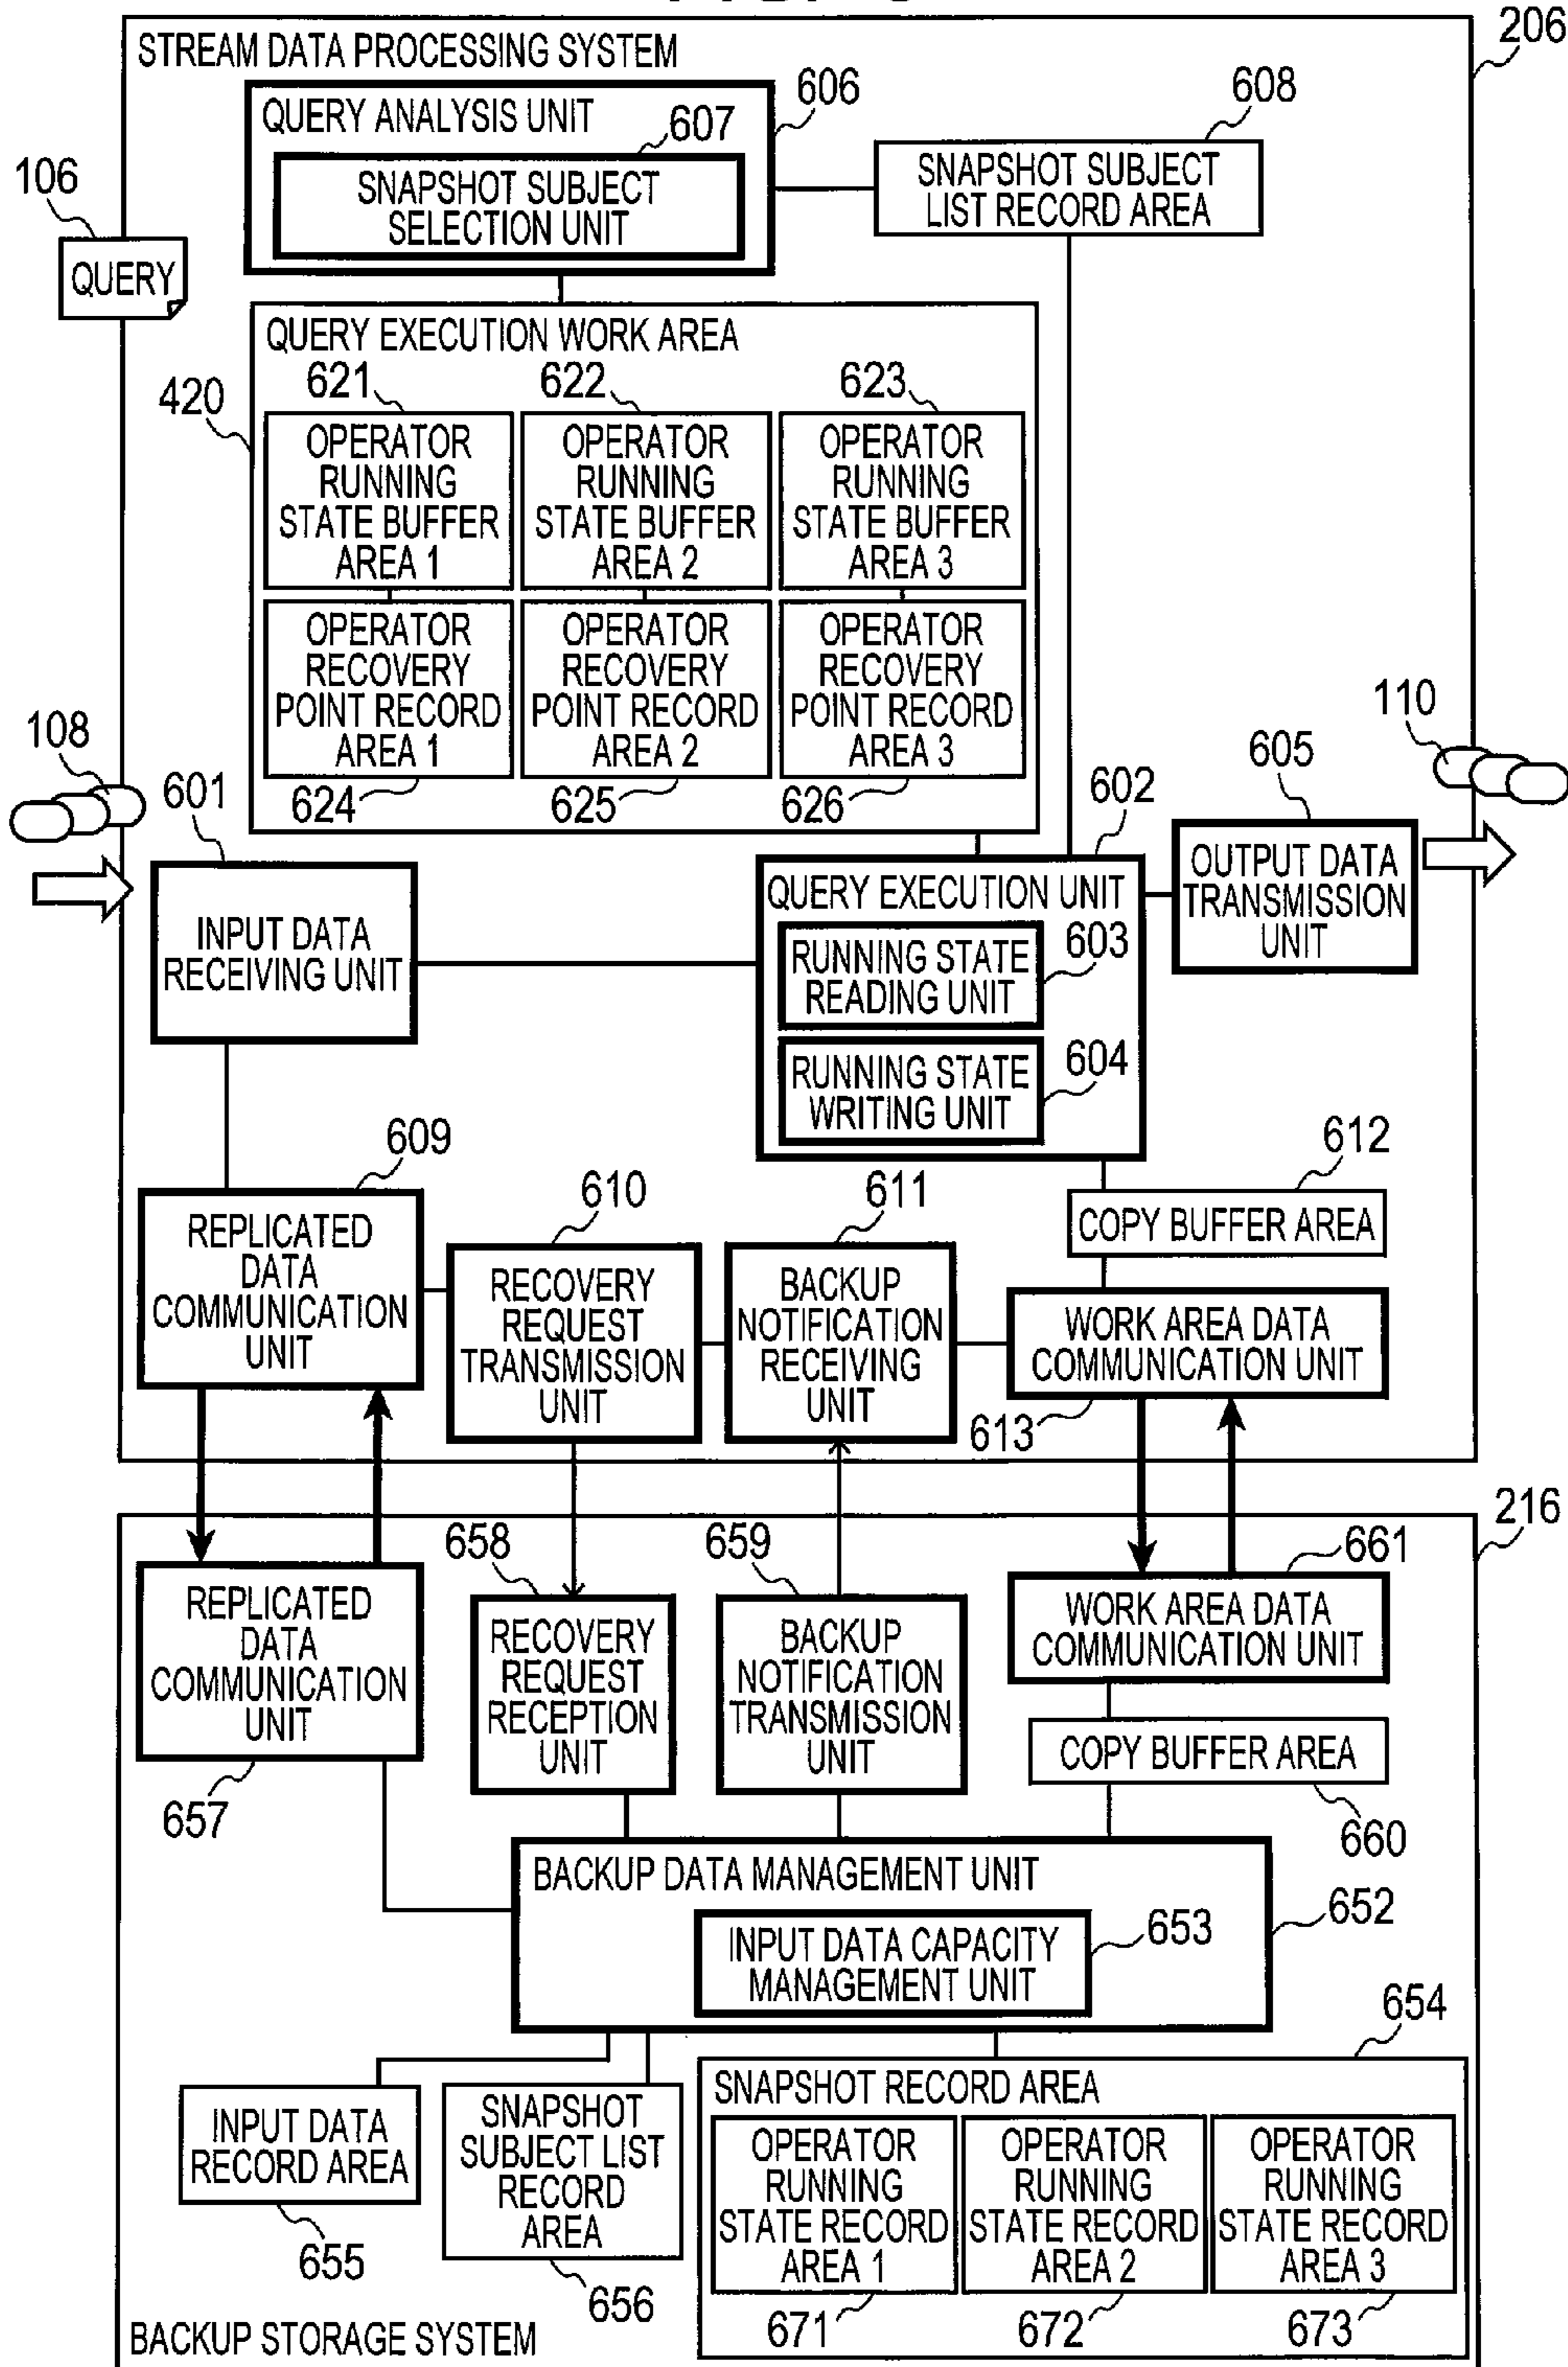 206
STREAM DATA PROCESSING SYSTEM
606
608
QUERY ANALYSIS UNIT
607
106
SNAPSHOT SUBJECT
SELECTION UNIT
SNAPSHOT SUBJECT
LIST RECORD AREA
QUERY
QUERY EXECUTION WORK AREA
420
621
622
623
OPERATOR
RUNNING
STATE BUFFER
AREA 1
OPERATOR
RUNNING
STATE BUFFER
AREA 2
OPERATOR
RUNNING
STATE BUFFER
AREA 3
OPERATOR
RECOVERY
POINT RECORD
AREA 1
OPERATOR
RECOVERY
POINT RECORD
AREA 2
OPERATOR
RECOVERY
POINT RECORD
AREA 3
108
110
601
624
625
626
602
605
INPUT DATA
RECEIVING UNIT
QUERY EXECUTION UNIT
OUTPUT DATA
TRANSMISSION
UNIT
RUNNING STATE
READING UNIT
603
RUNNING STATE
WRITING UNIT
604
609
610
611
612
REPLICATED
DATA
COMMUNICATION
UNIT
RECOVERY
REQUEST
TRANSMISSION
UNIT
BACKUP
NOTIFICATION
RECEIVING
UNIT
COPY BUFFER AREA
WORK AREA DATA
COMMUNICATION UNIT
613
216
658
659
661
REPLICATED
DATA
COMMUNICATION
UNIT
RECOVERY
REQUEST
RECEPTION
UNIT
BACKUP
NOTIFICATION
TRANSMISSION
UNIT
WORK AREA DATA
COMMUNICATION UNIT
COPY BUFFER AREA
657
660
BACKUP DATA MANAGEMENT UNIT
652
INPUT DATA CAPACITY
MANAGEMENT UNIT
653
654
INPUT DATA
RECORD AREA
SNAPSHOT
SUBJECT LIST
RECORD
AREA
SNAPSHOT RECORD AREA
OPERATOR
RUNNING
STATE RECORD
AREA 1
OPERATOR
RUNNING
STATE RECORD
AREA 2
OPERATOR
RUNNING
STATE RECORD
AREA 3
655
656
671
672
673
BACKUP STORAGE SYSTEM